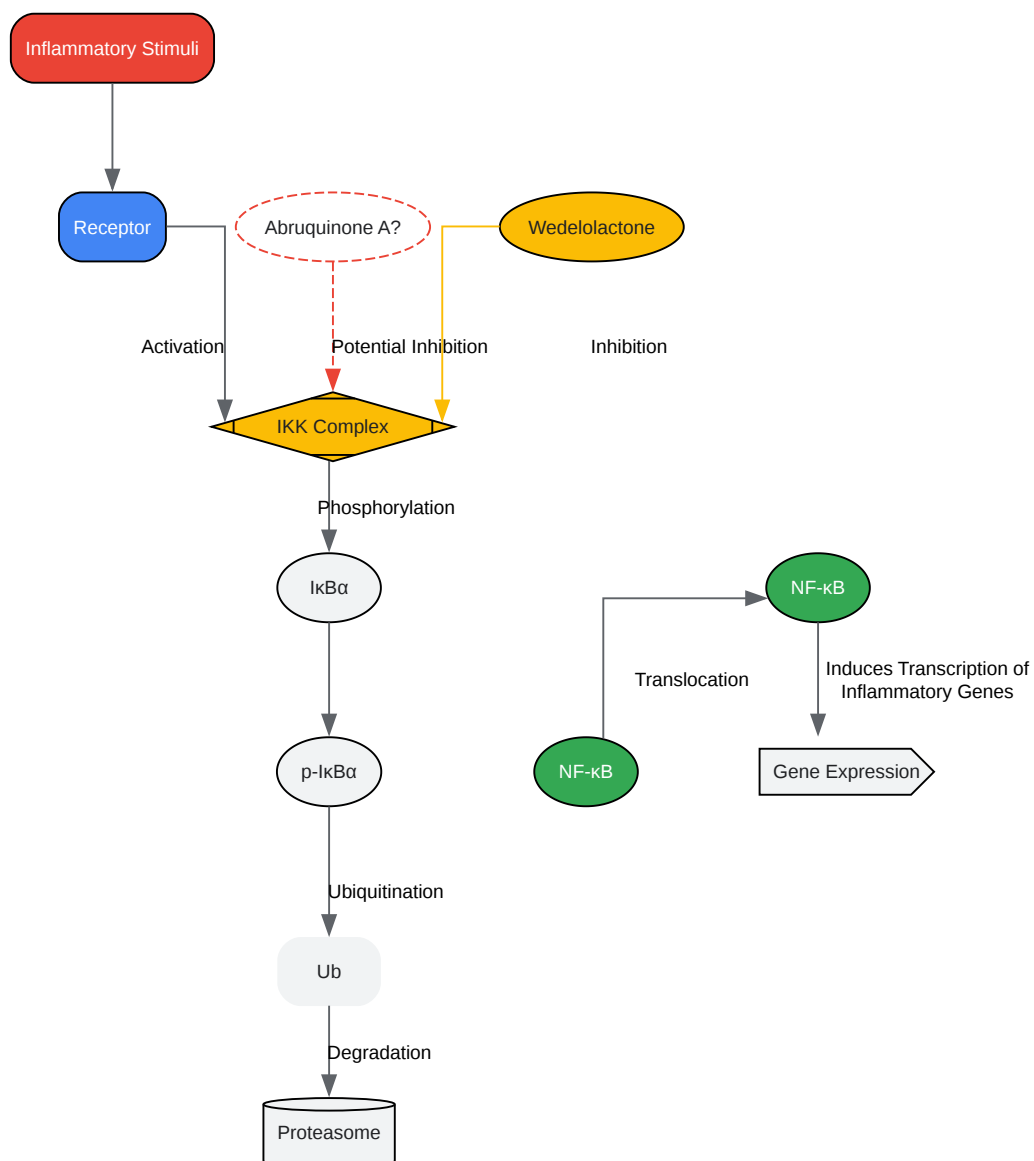 Inflammatory Stimuli
Receptor
Abruquinone A?
Wedelolactone
Activation
Potential Inhibition
Inhibition
IKK Complex
Phosphorylation
IκBα
NF-κB
Induces Transcription of
Inflammatory Genes
Translocation
p-IκBα
NF-κB
Gene Expression
Ubiquitination
Ub
Degradation
Proteasome